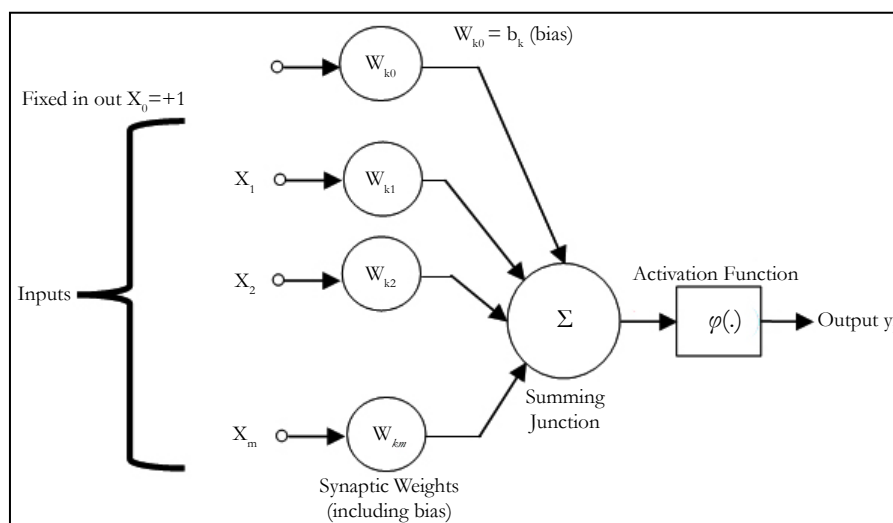 W_k0 = b_k (bias)
W_k0
Fixed in out X_0=+1
X_1
W_k1
X_2
W_k2
Inputs
Activation Function
Σ
φ(.)
Output y
Summing
Junction
X_m
W_km
Synaptic Weights
(including bias)